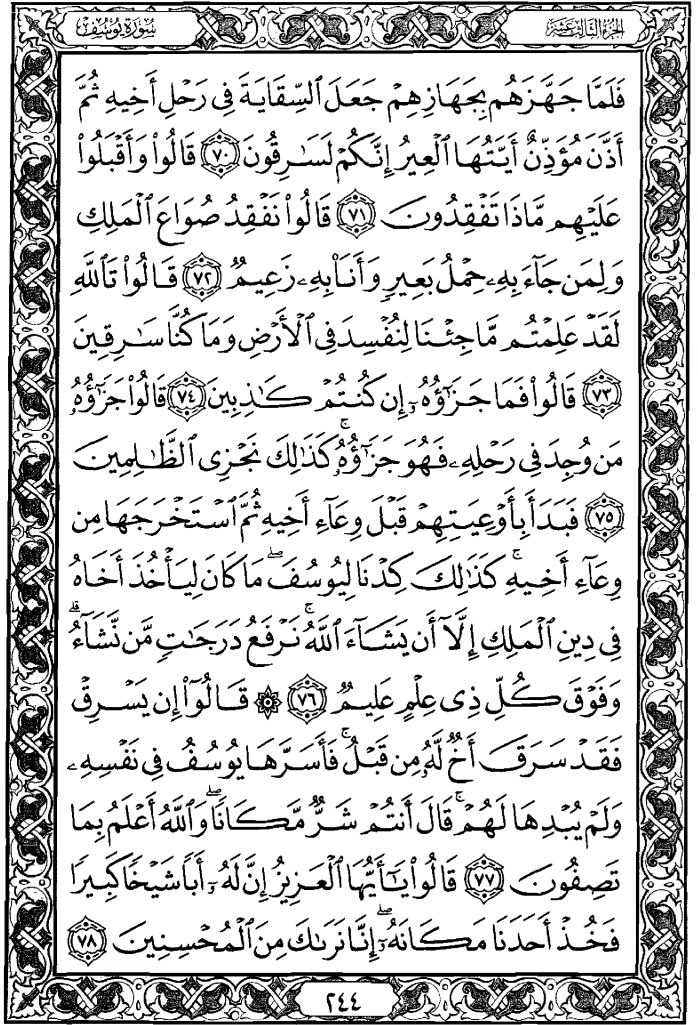 سُورَةُ يُوسُفَ
الجُزْءُ الثَّالِثَ عَشَرَ
فَلَمَّا جَهَّزَهُم بِجَهَازِهِمْ جَعَلَ ٱلسِّقَايَةَ فِى رَحْلِ أَخِيهِ ثُمَّ
أَذَّنَ مُؤَذِّنٌ أَيَّتُهَا ٱلْعِيرُ إِنَّكُمْ لَسَٰرِقُونَ ٧٠ قَالُوا۟ وَأَقْبَلُوا۟
عَلَيْهِم مَّاذَا تَفْقِدُونَ ٧١ قَالُوا۟ نَفْقِدُ صُوَاعَ ٱلْمَلِكِ
وَلِمَن جَآءَ بِهِۦ حِمْلُ بَعِيرٍ وَأَنَا۠ بِهِۦ زَعِيمٌ ٧٢ قَالُوا۟ تَٱللَّهِ
لَقَدْ عَلِمْتُم مَّا جِئْنَا لِنُفْسِدَ فِى ٱلْأَرْضِ وَمَا كُنَّا سَٰرِقِينَ
٧٣ قَالُوا۟ فَمَا جَزَٰٓؤُهُۥٓ إِن كُنتُمْ كَٰذِبِينَ ٧٤ قَالُوا۟ جَزَٰٓؤُهُۥ
مَن وُجِدَ فِى رَحْلِهِۦ فَهُوَ جَزَٰٓؤُهُۥ ۚ كَذَٰلِكَ نَجْزِى ٱلظَّٰلِمِينَ
٧٥ فَبَدَأَ بِأَوْعِيَتِهِمْ قَبْلَ وِعَآءِ أَخِيهِ ثُمَّ ٱسْتَخْرَجَهَا مِن
وِعَآءِ أَخِيهِ ۚ كَذَٰلِكَ كِدْنَا لِيُوسُفَ ۖ مَا كَانَ لِيَأْخُذَ أَخَاهُ
فِى دِينِ ٱلْمَلِكِ إِلَّآ أَن يَشَآءَ ٱللَّهُ ۚ نَرْفَعُ دَرَجَٰتٍ مَّن نَّشَآءُ ۗ
وَفَوْقَ كُلِّ ذِى عِلْمٍ عَلِيمٌ ٧٦ ۞ قَالُوٓا۟ إِن يَسْرِقْ
فَقَدْ سَرَقَ أَخٌ لَّهُۥ مِن قَبْلُ ۚ فَأَسَرَّهَا يُوسُفُ فِى نَفْسِهِۦ
وَلَمْ يُبْدِهَا لَهُمْ ۚ قَالَ أَنتُمْ شَرٌّ مَّكَانًا ۖ وَٱللَّهُ أَعْلَمُ بِمَا
تَصِفُونَ ٧٧ قَالُوا۟ يَٰٓأَيُّهَا ٱلْعَزِيزُ إِنَّ لَهُۥٓ أَبًا شَيْخًا كَبِيرًا
فَخُذْ أَحَدَنَا مَكَانَهُۥٓ ۖ إِنَّا نَرَىٰكَ مِنَ ٱلْمُحْسِنِينَ ٧٨
٢٤٤